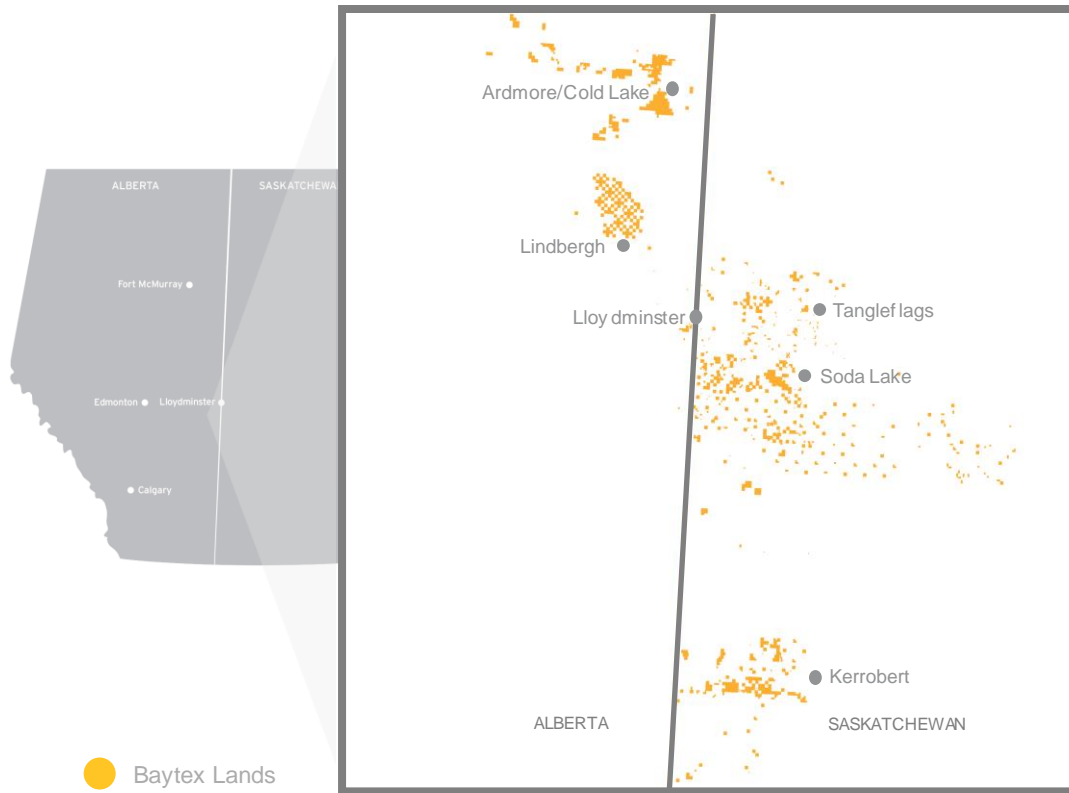 ALBERTA
SASKATCHEWA
Fort McMurray
Edmonton
Lloydminster
Calgary
Ardmore/Cold Lake
Lindbergh
Lloy dminster
Tanglef lags
Soda Lake
Kerrobert
ALBERTA
SASKATCHEWAN
Baytex Lands